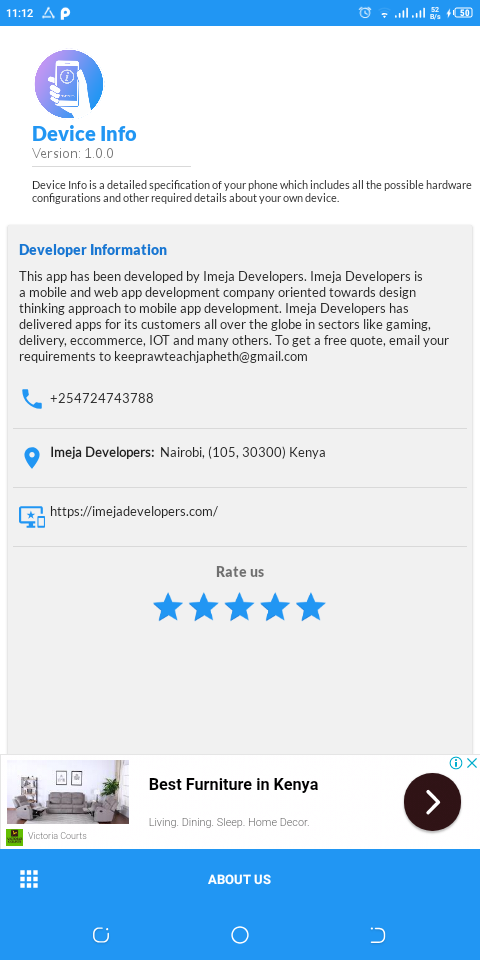 11:12
52
B/s
50
Device Info
Version: 1.0.0
Device Info is a detailed specification of your phone which includes all the possible hardware
configurations and other required details about your own device.
Developer Information
This app has been developed by Imeja Developers. Imeja Developers is
a mobile and web app development company oriented towards design
thinking approach to mobile app development. Imeja Developers has
delivered apps for its customers all over the globe in sectors like gaming,
delivery, eccommerce, IOT and many others. To get a free quote, email your
requirements to keeprawteachjapheth@gmail.com
+254724743788
Imeja Developers: Nairobi, (105, 30300) Kenya
https://imejadevelopers.com/
Rate us
Best Furniture in Kenya
Living. Dining. Sleep. Home Decor.
Victoria Courts
ABOUT US